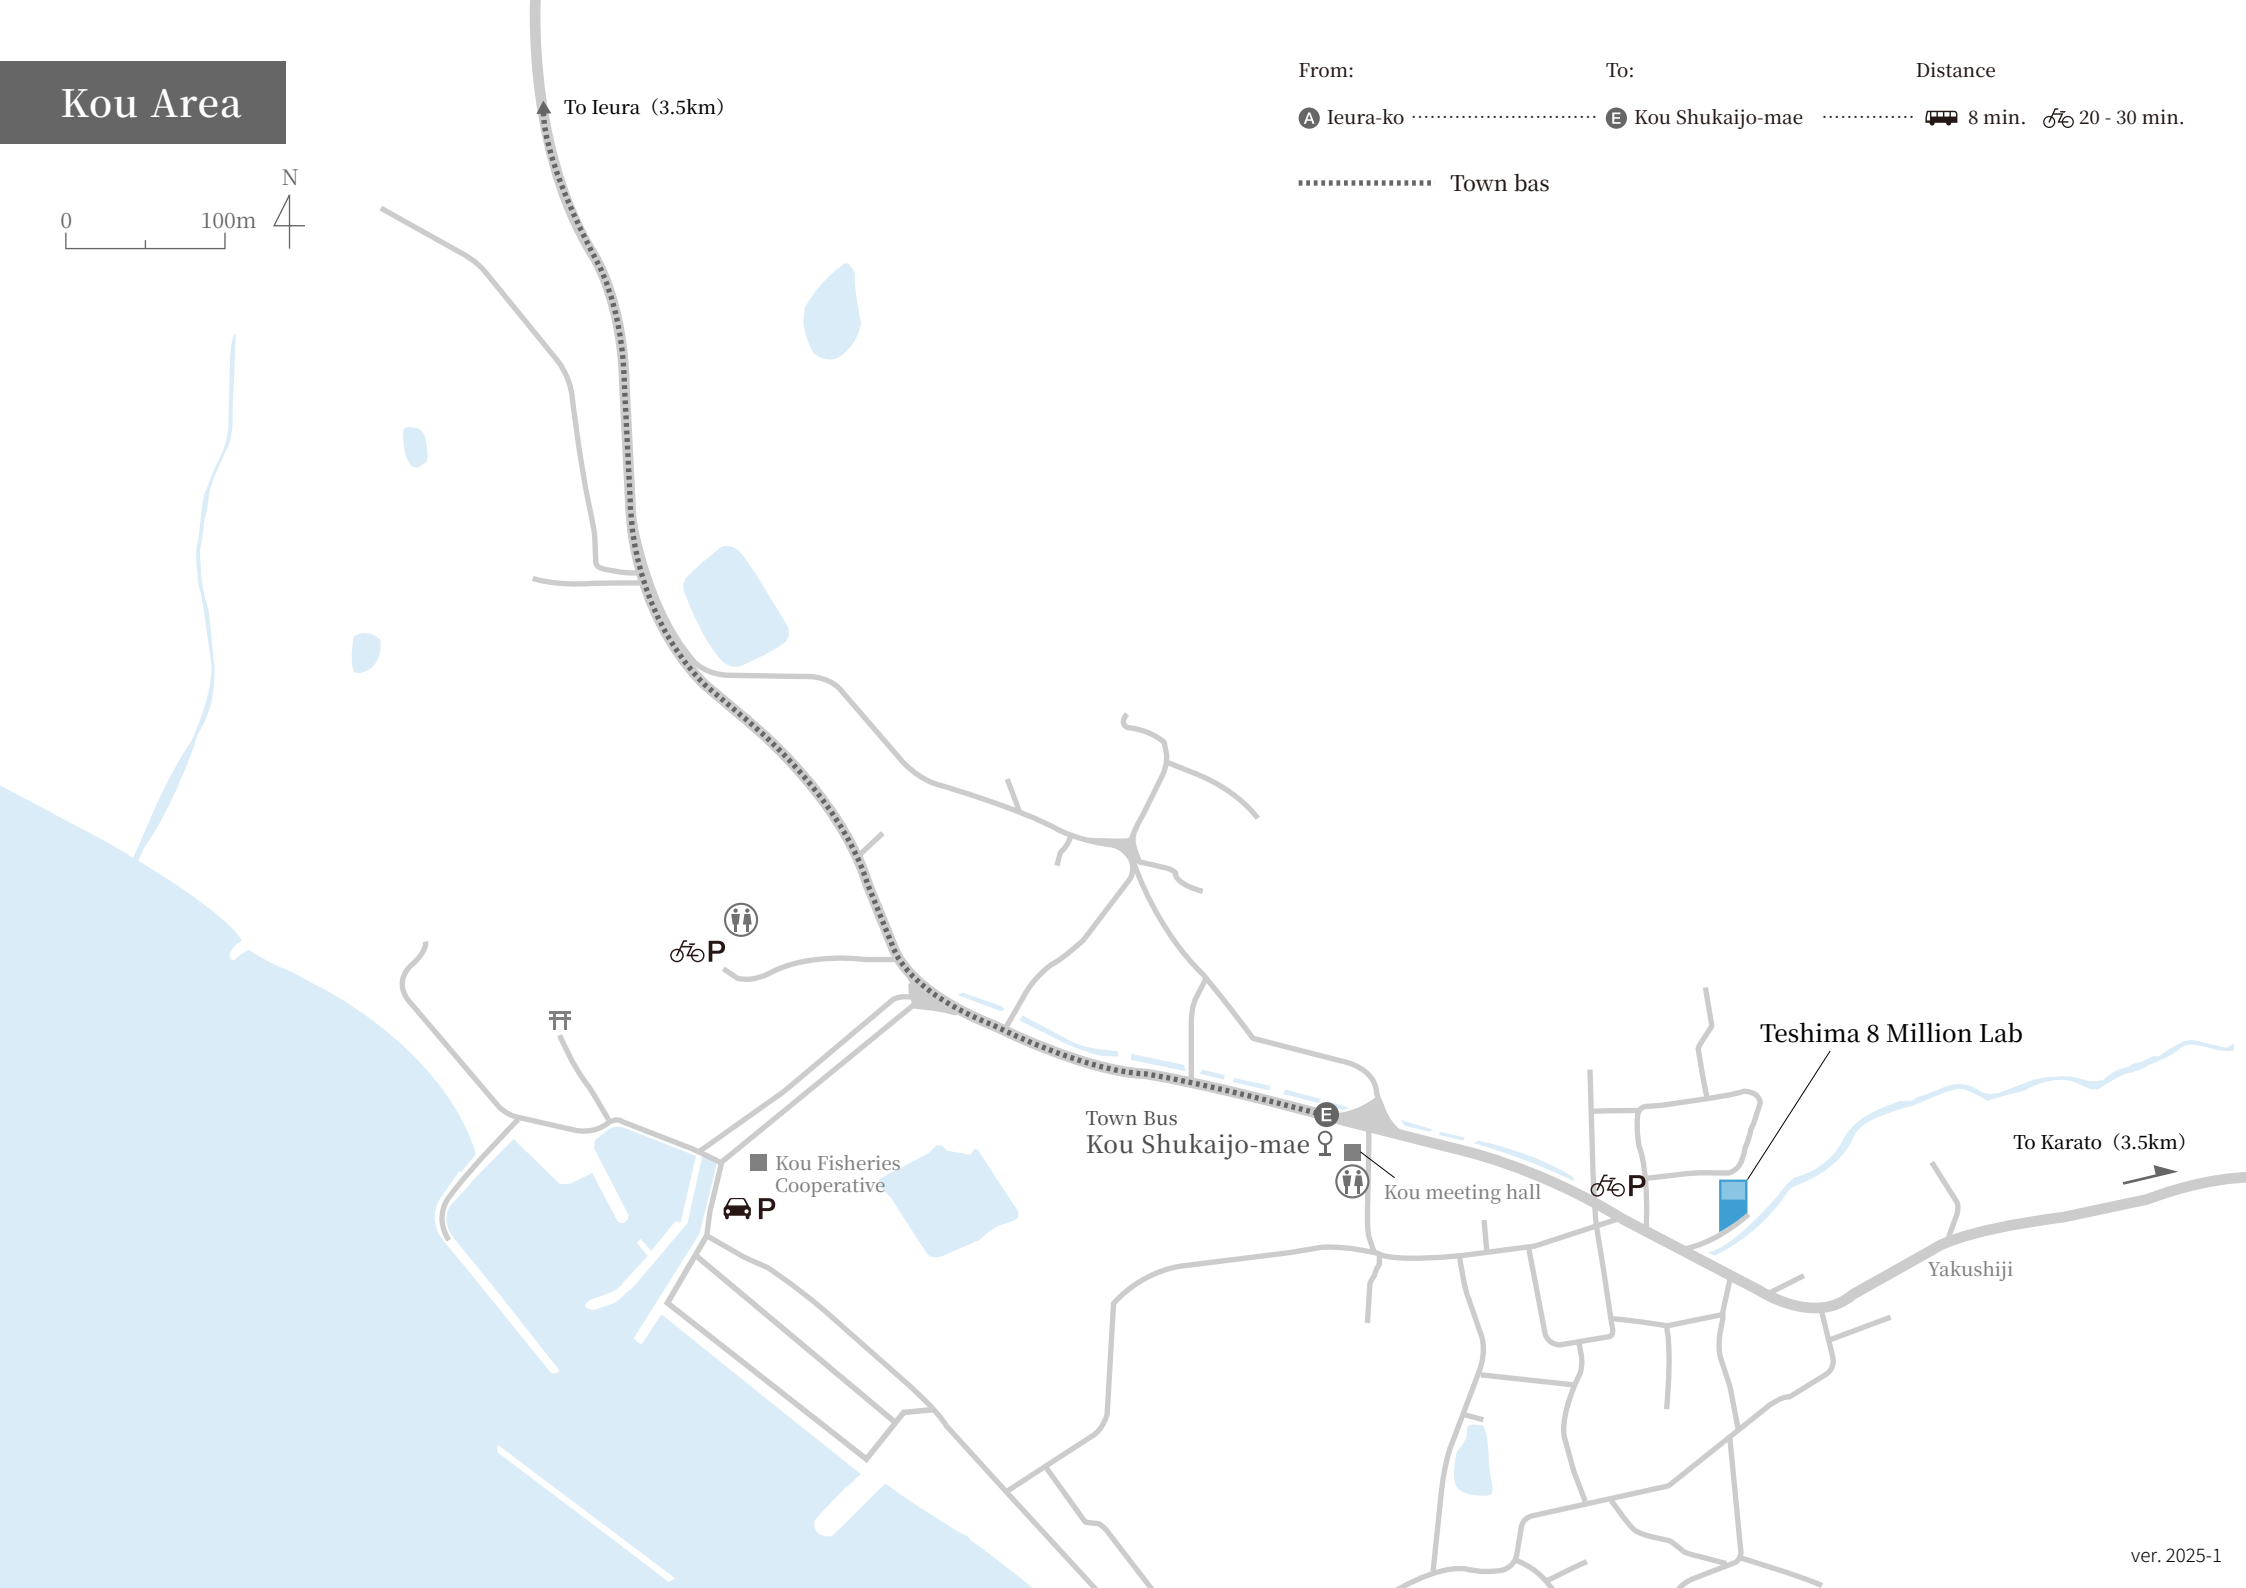 Kou Area
N
0 100m
To Ieura（3.5km）
From: To: Distance
A Ieura-ko E Kou Shukaijo-mae 8 min. 20 - 30 min.
Town bas
P
Teshima 8 Million Lab
To Karato（3.5km）
E
Town Bus
Kou Shukaijo-mae
Kou meeting hall
P
Kou Fisheries
Cooperative
P
Yakushiji
ver. 2025-1